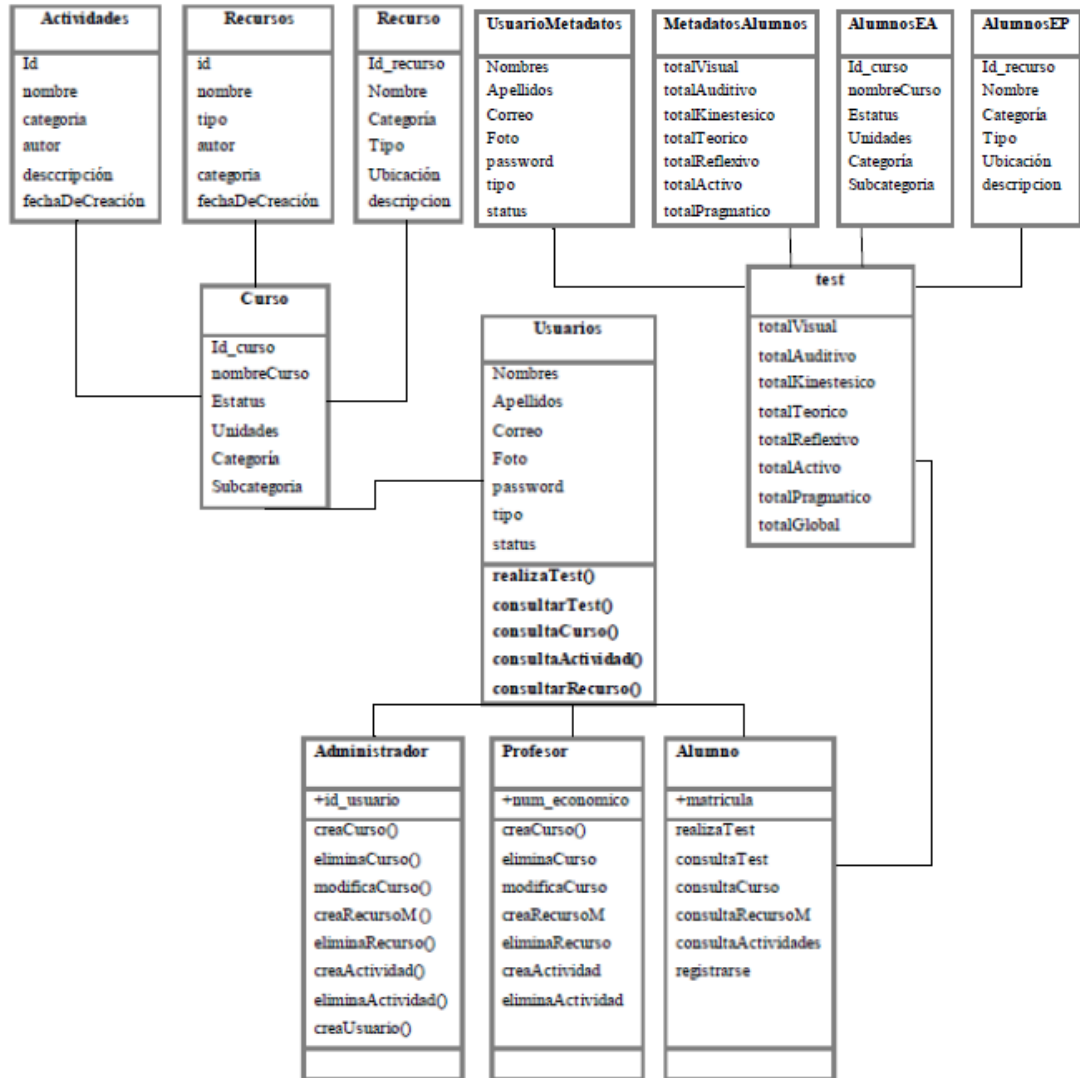 Actividades
Id
nombre
categoria
autor
desccripción
fechaDeCreación
Recursos
id
nombre
tipo
autor
categoria
fechaDeCreación
Recurso
Id_recurso
Nombre
Categoría
Tipo
Ubicación
descripcion
UsuarioMetadatos
Nombres
Apellidos
Correo
Foto
password
tipo
status
MetadatosAlumnos
totalVisual
totalAuditivo
totalKinestesico
totalTeorico
totalReflexivo
totalActivo
totalPragmatico
AlumnosEA
Id_curso
nombreCurso
Estatus
Unidades
Categoría
Subcategoria
AlumnosEP
Id_recurso
Nombre
Categoría
Tipo
Ubicación
descripcion
Curso
Id_curso
nombreCurso
Estatus
Unidades
Categoría
Subcategoria
Usuarios
Nombres
Apellidos
Correo
Foto
password
tipo
status
realizaTest()
consultarTest()
consultaCurso()
consultaActividad()
consultarRecurso()
test
totalVisual
totalAuditivo
totalKinestesico
totalTeorico
totalReflexivo
totalActivo
totalPragmatico
totalGlobal
Administrador
+id_usuario
creaCurso()
eliminaCurso()
modificaCurso()
creaRecursoM()
eliminaRecurso()
creaActividad()
eliminaActividad()
creaUsuario()
Profesor
+num_economico
creaCurso()
eliminaCurso
modificaCurso
creaRecursoM
eliminaRecurso
creaActividad
eliminaActividad
Alumno
+matricula
realizaTest
consultaTest
consultaCurso
consultaRecursoM
consultaActividades
registrarse